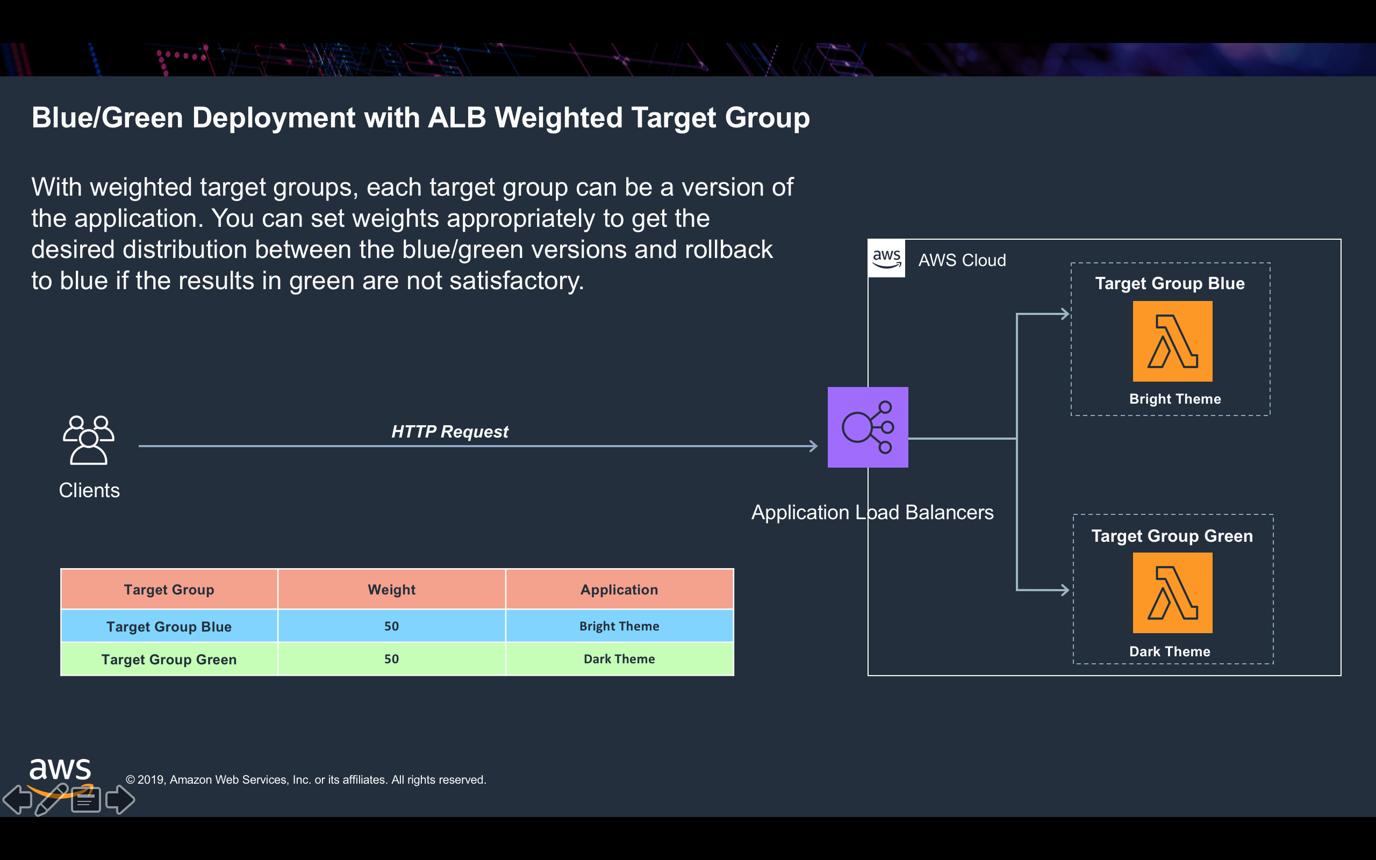 Blue/Green Deployment with ALB Weighted Target Group
With weighted target groups, each target group can be a version of
the application. You can set weights appropriately to get the
desired distribution between the blue/green versions and rollback
to blue if the results in green are not satisfactory.
aws
AWS Cloud
Target Group Blue
Bright Theme
HTTP Request
Clients
Application Load Balancers
Target Group Green
Dark Theme
Target Group Weight Application
Target Group Blue 50 Bright Theme
Target Group Green 50 Dark Theme
aws
© 2019, Amazon Web Services, Inc. or its affiliates. All rights reserved.